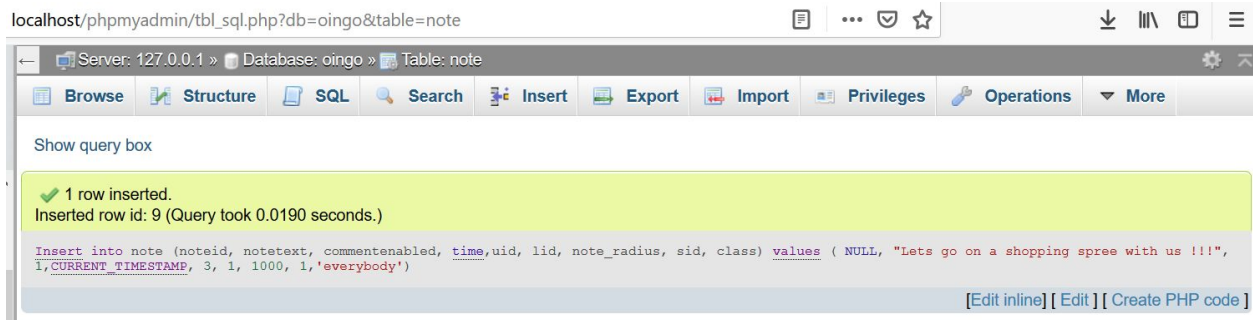 localhost/phpmyadmin/tbl_sql.php?db=oingo&table=note
Server: 127.0.0.1 » Database: oingo » Table: note
Browse Structure SQL Search Insert Export Import Privileges Operations More
Show query box
1 row inserted.
Inserted row id: 9 (Query took 0.0190 seconds.)
Insert into note (noteid, notetext, commentenabled, time,uid, lid, note_radius, sid, class) values ( NULL, "Lets go on a shopping spree with us !!!",
1,CURRENT_TIMESTAMP, 3, 1, 1000, 1,'everybody')
[Edit inline] [ Edit ] [ Create PHP code ]